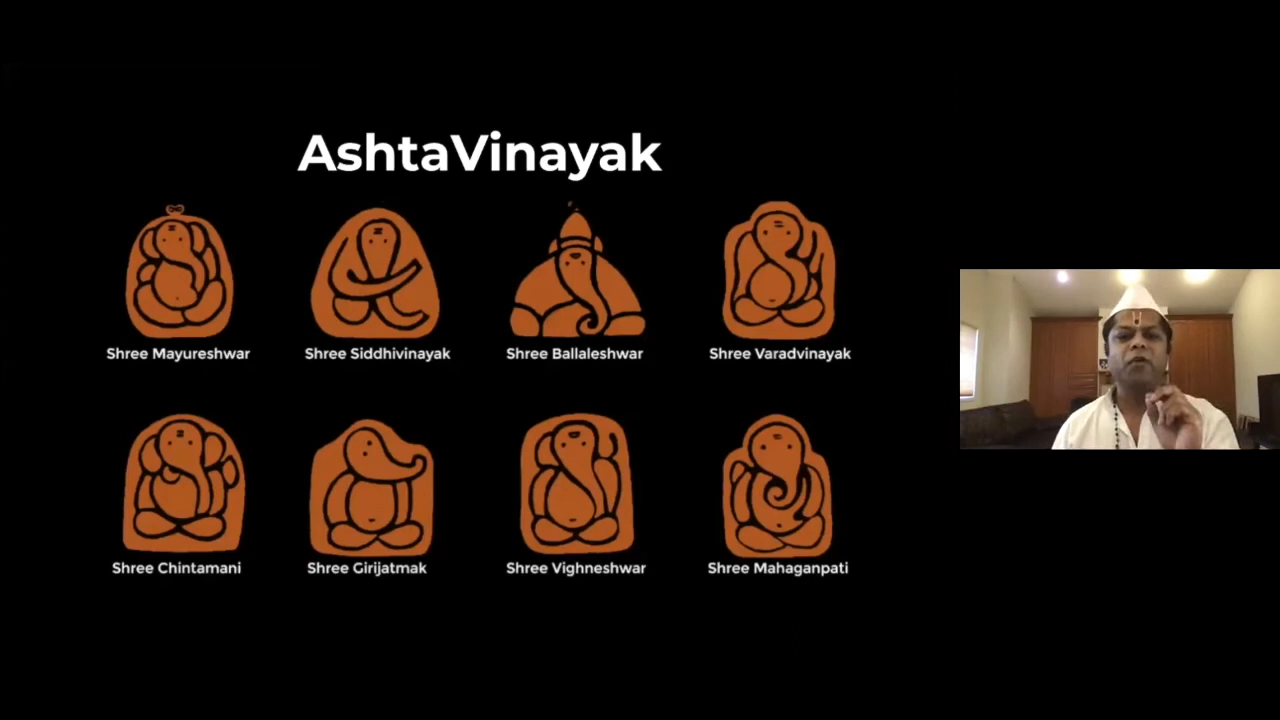 AshtaVinayak
Shree Mayureshwar
Shree Siddhivinayak
Shree Ballaleshwar
Shree Varadvinayak
Shree Chintamani
Shree Girijatmak
Shree Vighneshwar
Shree Mahaganpati